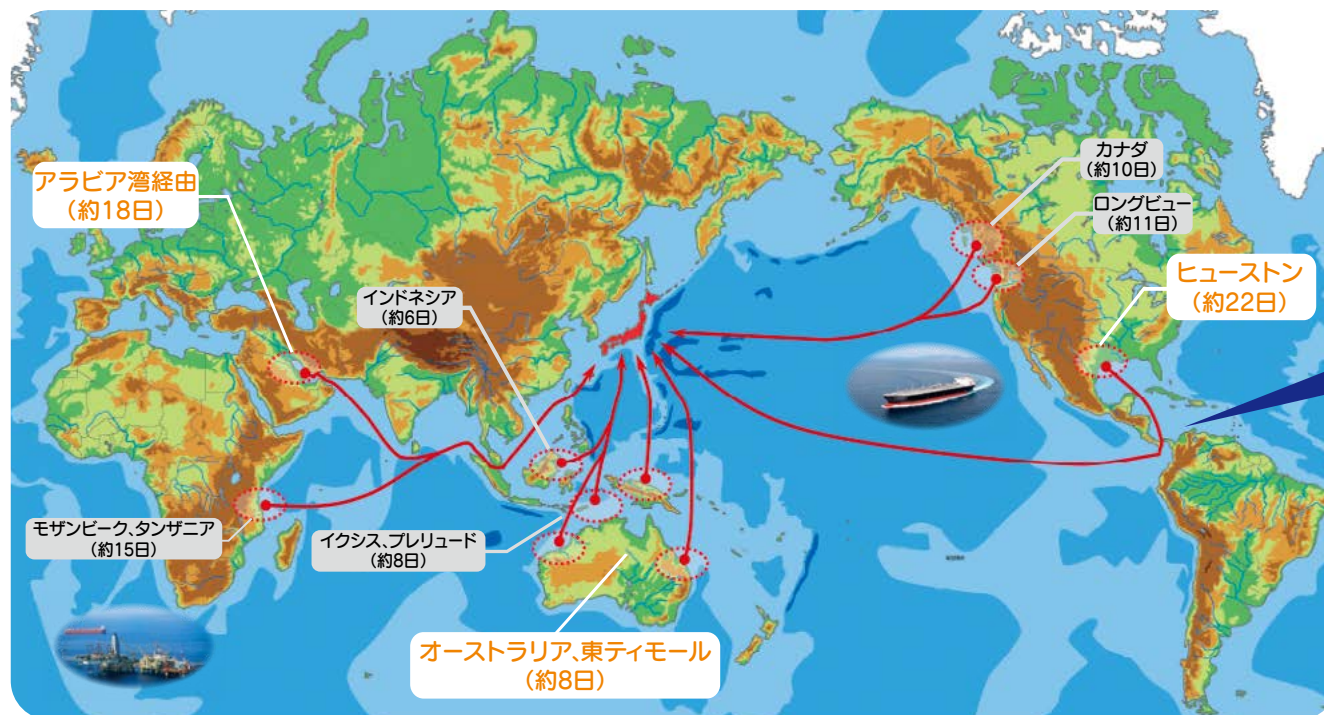 アラビア湾経由
(約18日)
インドネシア
(約6日)
カナダ
(約10日)
ロングビュー
(約11日)
ヒューストン
(約22日)
モザンビーク、タンザニア
(約15日)
イクシス、プレリュード
(約8日)
オーストラリア、東ティモール
(約8日)